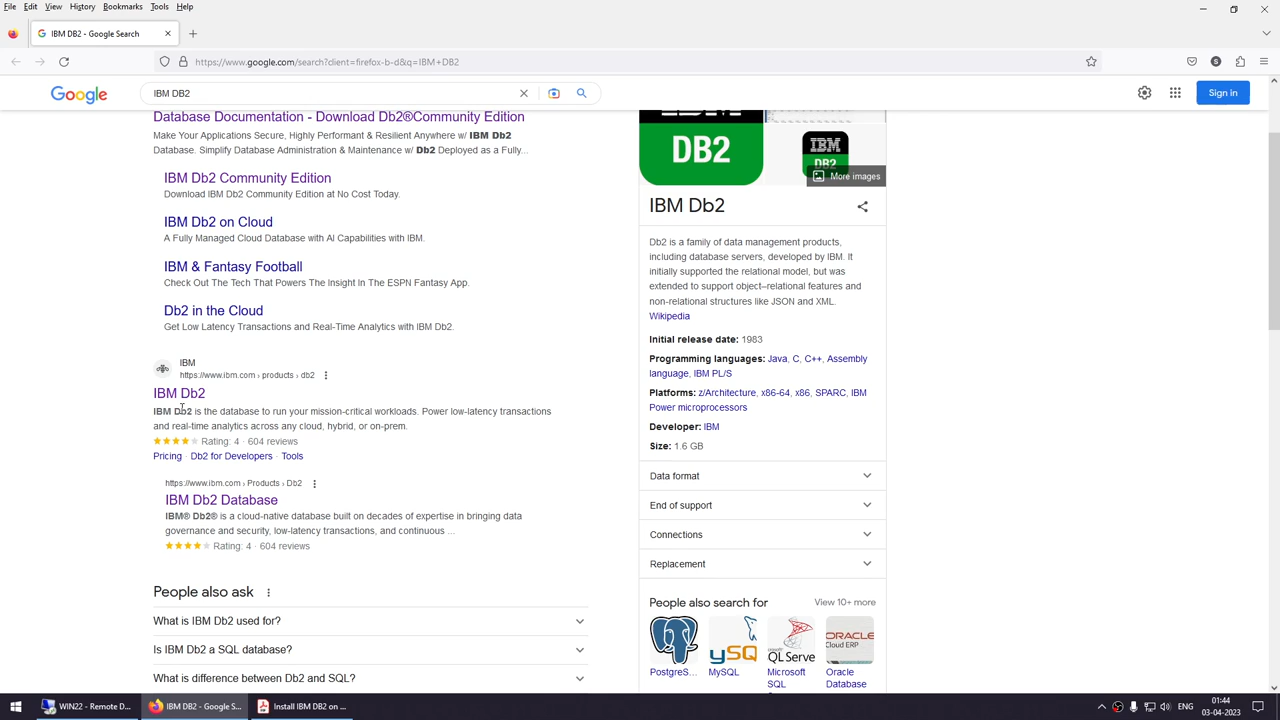 File Edit View History Bookmarks Tools Help
IBM DB2 - Google Search
https://www.google.com/search?client=firefox-b-d&q=IBM+DB2
Google
IBM DB2
Sign in
Database Documentation - Download Db2®Community Edition
Make Your Applications Secure, Highly Performant & Resilient Anywhere w/ IBM Db2
Database. Simplify Database Administration & Maintenance w/ Db2 Deployed as a Fully...
IBM Db2 Community Edition
Download IBM Db2 Community Edition at No Cost Today.
IBM Db2 on Cloud
A Fully Managed Cloud Database with AI Capabilities with IBM.
IBM & Fantasy Football
Check Out The Tech That Powers The Insight In The ESPN Fantasy App.
Db2 in the Cloud
Get Low Latency Transactions and Real-Time Analytics with IBM Db2.
IBM
https://www.ibm.com › products › db2
IBM Db2
IBM Db2 is the database to run your mission-critical workloads. Power low-latency transactions
and real-time analytics across any cloud, hybrid, or on-prem.
Rating: 4 · 604 reviews
Pricing · Db2 for Developers · Tools
https://www.ibm.com › Products › Db2
IBM Db2 Database
IBM® Db2® is a cloud-native database built on decades of expertise in bringing data
governance and security, low-latency transactions, and continuous ...
Rating: 4 · 604 reviews
People also ask
What is IBM Db2 used for?
Is IBM Db2 a SQL database?
What is difference between Db2 and SQL?
IBM
DB2
IBM
DB2
More images
IBM Db2
Db2 is a family of data management products,
including database servers, developed by IBM. It
initially supported the relational model, but was
extended to support object–relational features and
non-relational structures like JSON and XML.
Wikipedia
Initial release date: 1983
Programming languages: Java, C, C++, Assembly
language, IBM PL/S
Platforms: z/Architecture, x86-64, x86, SPARC, IBM
Power microprocessors
Developer: IBM
Size: 1.6 GB
Data format
End of support
Connections
Replacement
People also search for
View 10+ more
ySQ
QL Serve
ORACLE
Cloud ERP
PostgreS...
MySQL
Microsoft
SQL
Oracle
Database
WIN22 - Remote D...
IBM DB2 - Google S...
Install IBM DB2 on ...
ENG
01:44
03-04-2023